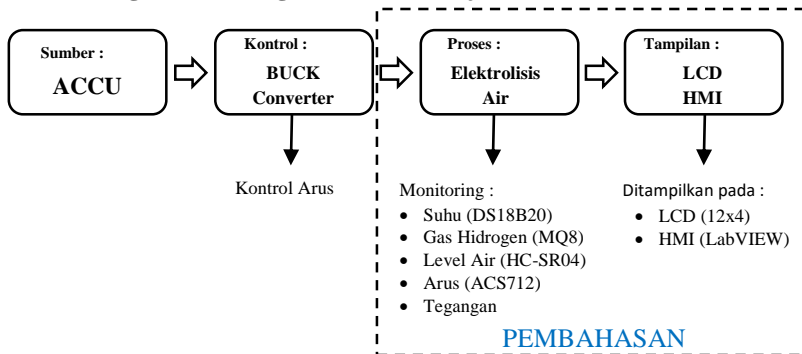 Sumber :
ACCU
Kontrol :
BUCK
Converter
Proses :
Elektrolisis
Air
Tampilan :
LCD
HMI
Kontrol Arus
Monitoring :
• Suhu (DS18B20)
• Gas Hidrogen (MQ8)
• Level Air (HC-SR04)
• Arus (ACS712)
• Tegangan
Ditampilkan pada :
• LCD (12x4)
• HMI (LabVIEW)
PEMBAHASAN